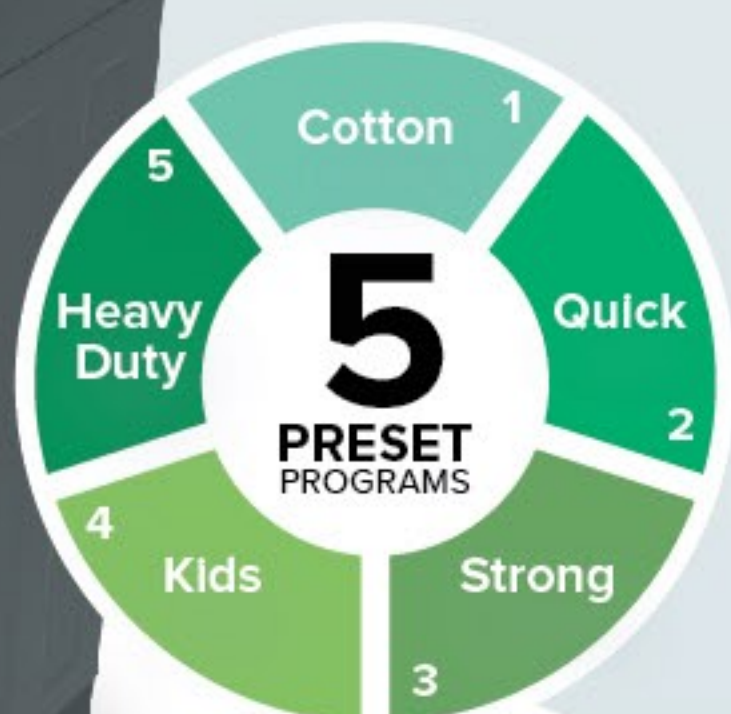 5
PRESET
PROGRAMS
1
Cotton
2
Quick
3
Strong
4
Kids
5
Heavy
Duty